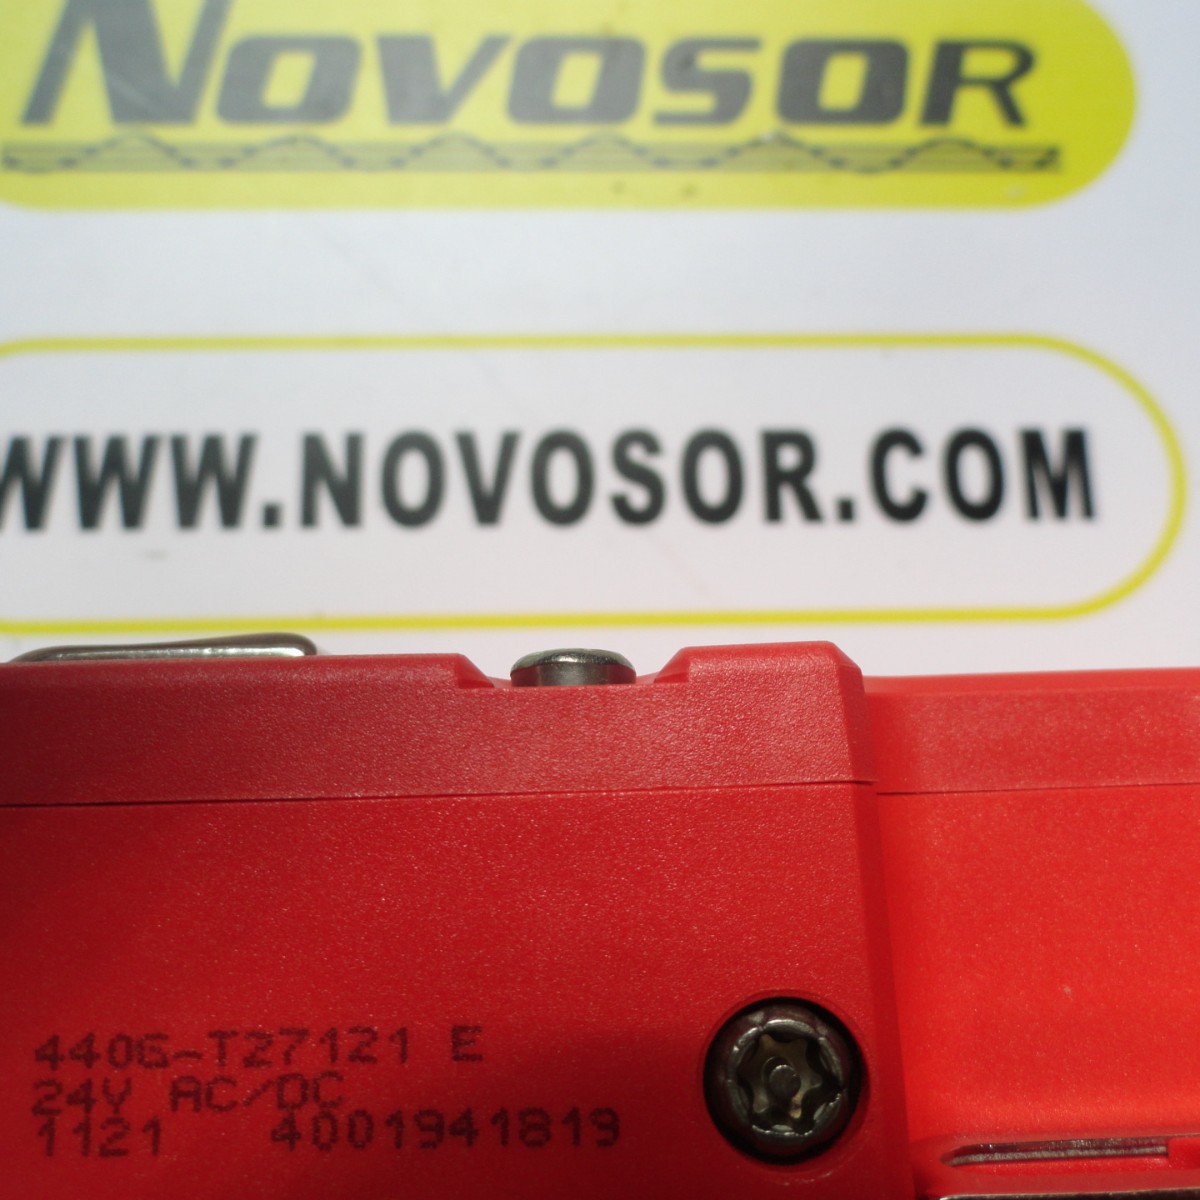 NOVOSOR
WWW.NOVOSOR.COM
440G-T27121 E
24V AC/DC
1121 4001941819